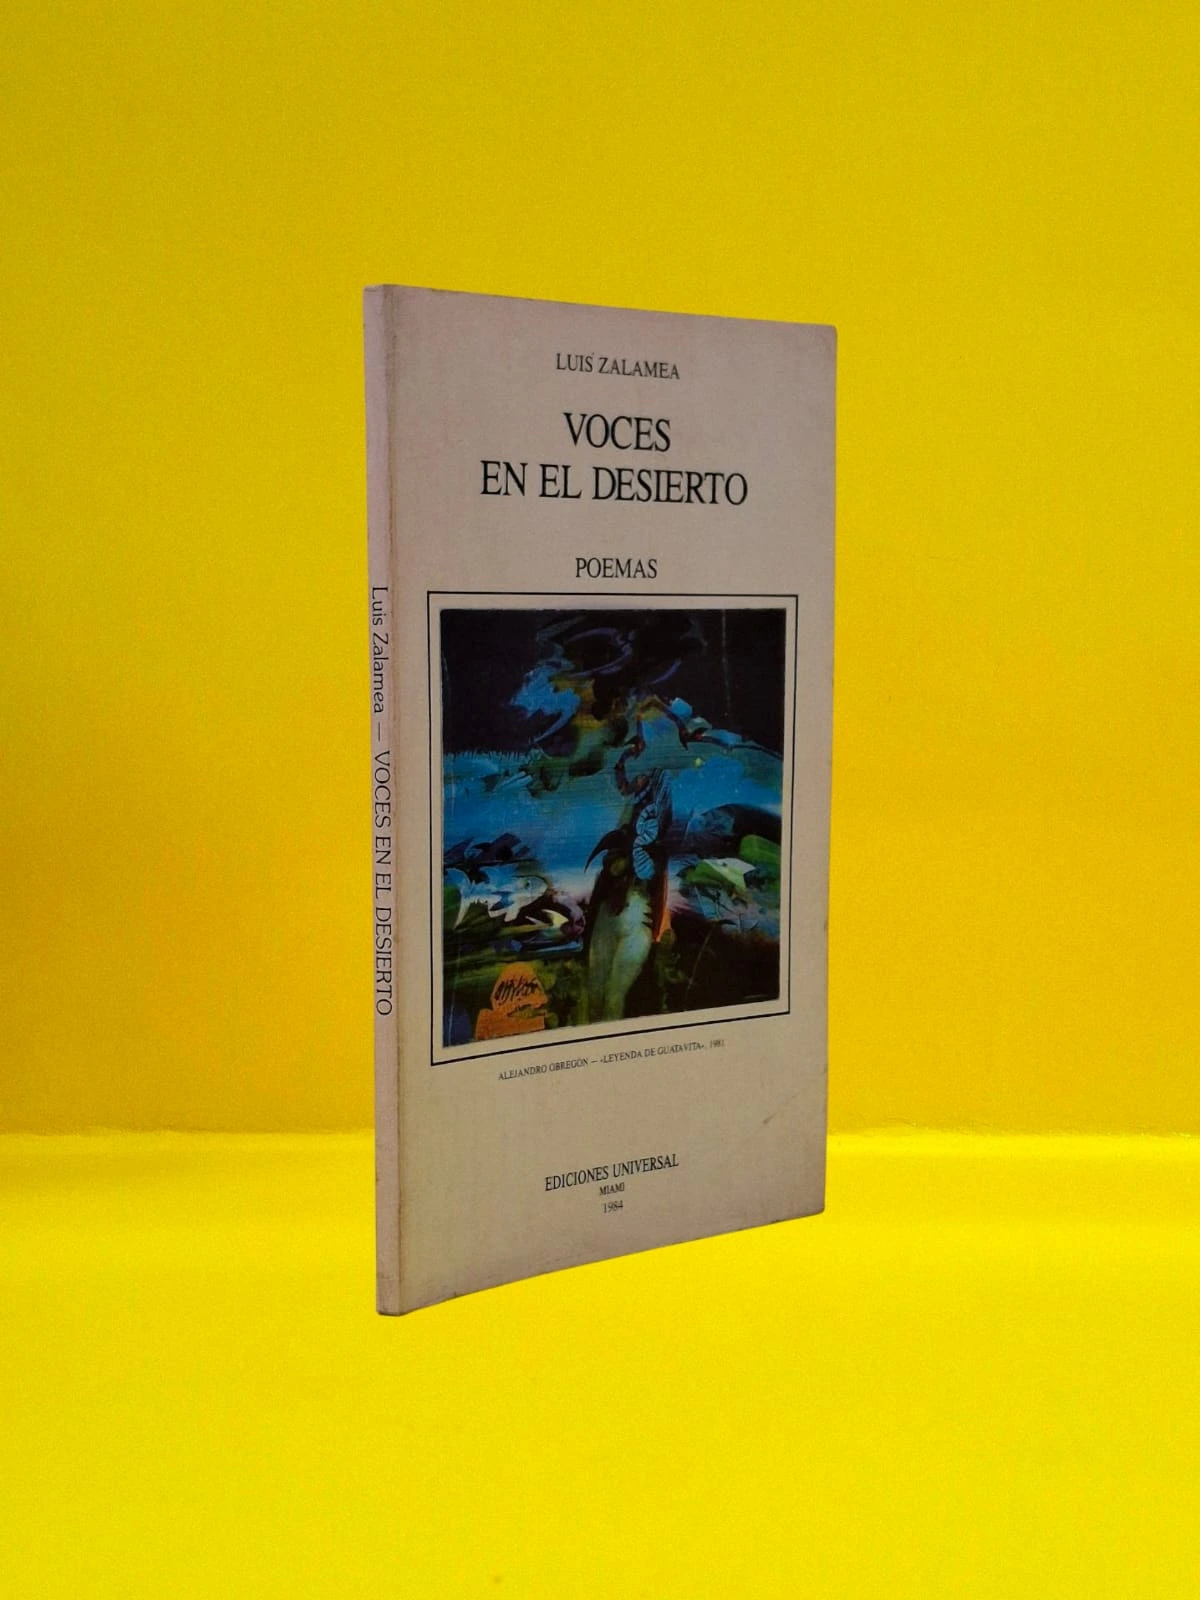 LUIS ZALAMEA
VOCES
EN EL DESIERTO
POEMAS
ALEJANDRO OBREGÓN — «LEYENDA DE GUATAVITA», 1981
EDICIONES UNIVERSAL
MIAMI
1984
Luis Zalamea — VOCES EN EL DESIERTO